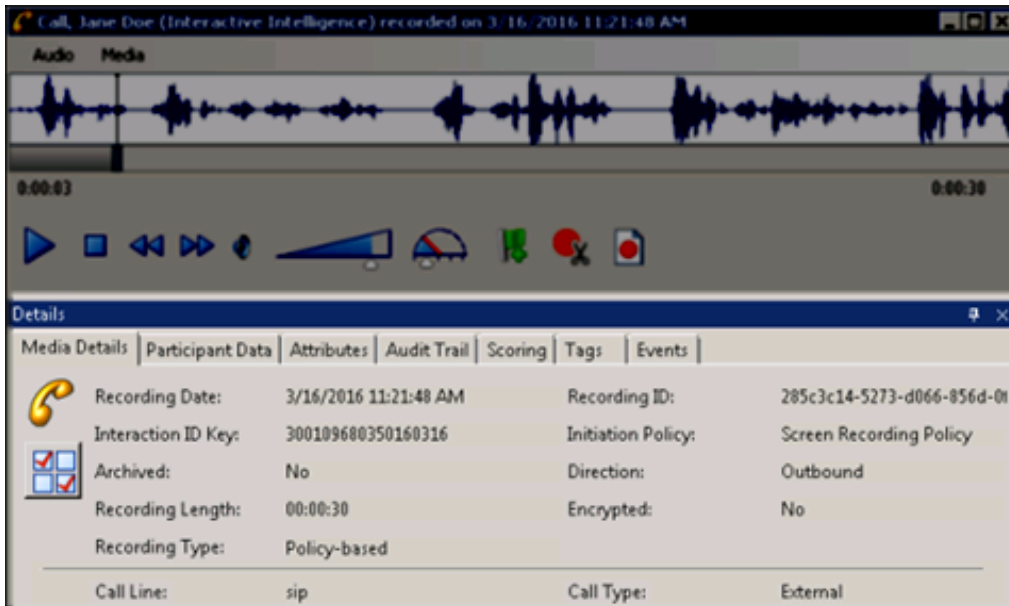 Call, Jane Doe (Interactive Intelligence) recorded on 3/16/2016 11:21:48 AM
Audio Media
0:00:03 0:00:30
Details
Media Details Participant Data Attributes Audit Trail Scoring Tags Events
Recording Date: 3/16/2016 11:21:48 AM Recording ID: 285c3c14-5273-d066-856d-0
Interaction ID Key: 300109680350160316 Initiation Policy: Screen Recording Policy
Archived: No Direction: Outbound
Recording Length: 00:00:30 Encrypted: No
Recording Type: Policy-based
Call Line: sip Call Type: External